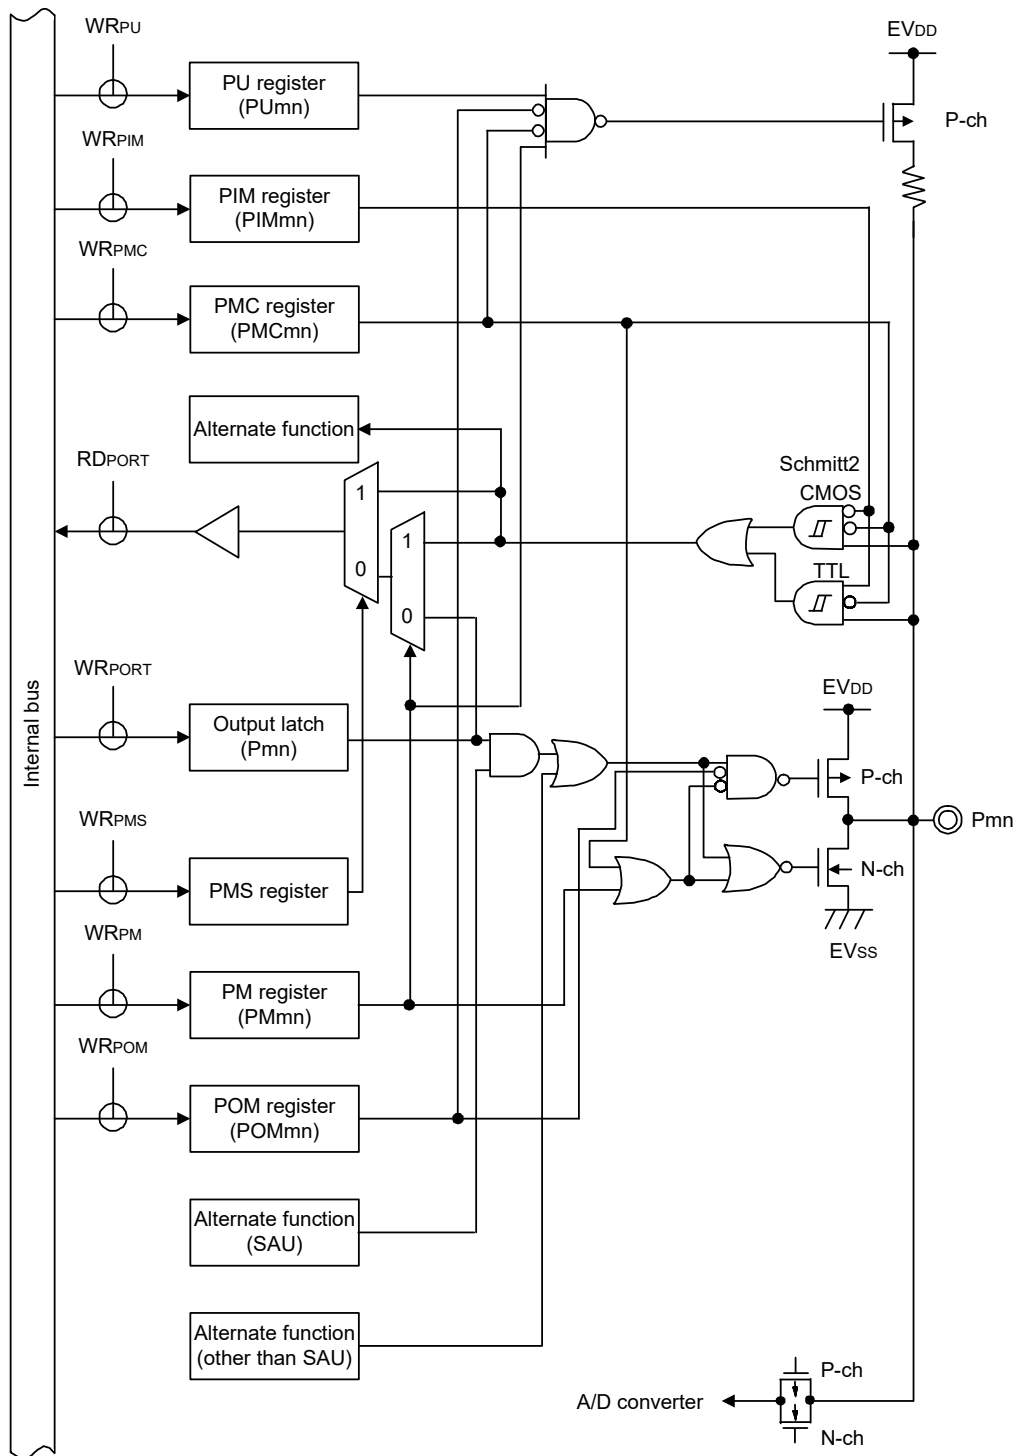 WRPU
EVDD
PU register
(PUmn)
P-ch
WRPIM
PIM register
(PIMmn)
WRPMC
PMC register
(PMCmn)
Alternate function
RDPORT
1
0
1
0
Schmitt2
CMOS
TTL
WRPORT
Internal bus
Output latch
(Pmn)
EVDD
P-ch
Pmn
N-ch
EVSS
WRPMS
PMS register
WRPM
PM register
(PMmn)
WRPOM
POM register
(POMmn)
Alternate function
(SAU)
Alternate function
(other than SAU)
P-ch
A/D converter
N-ch